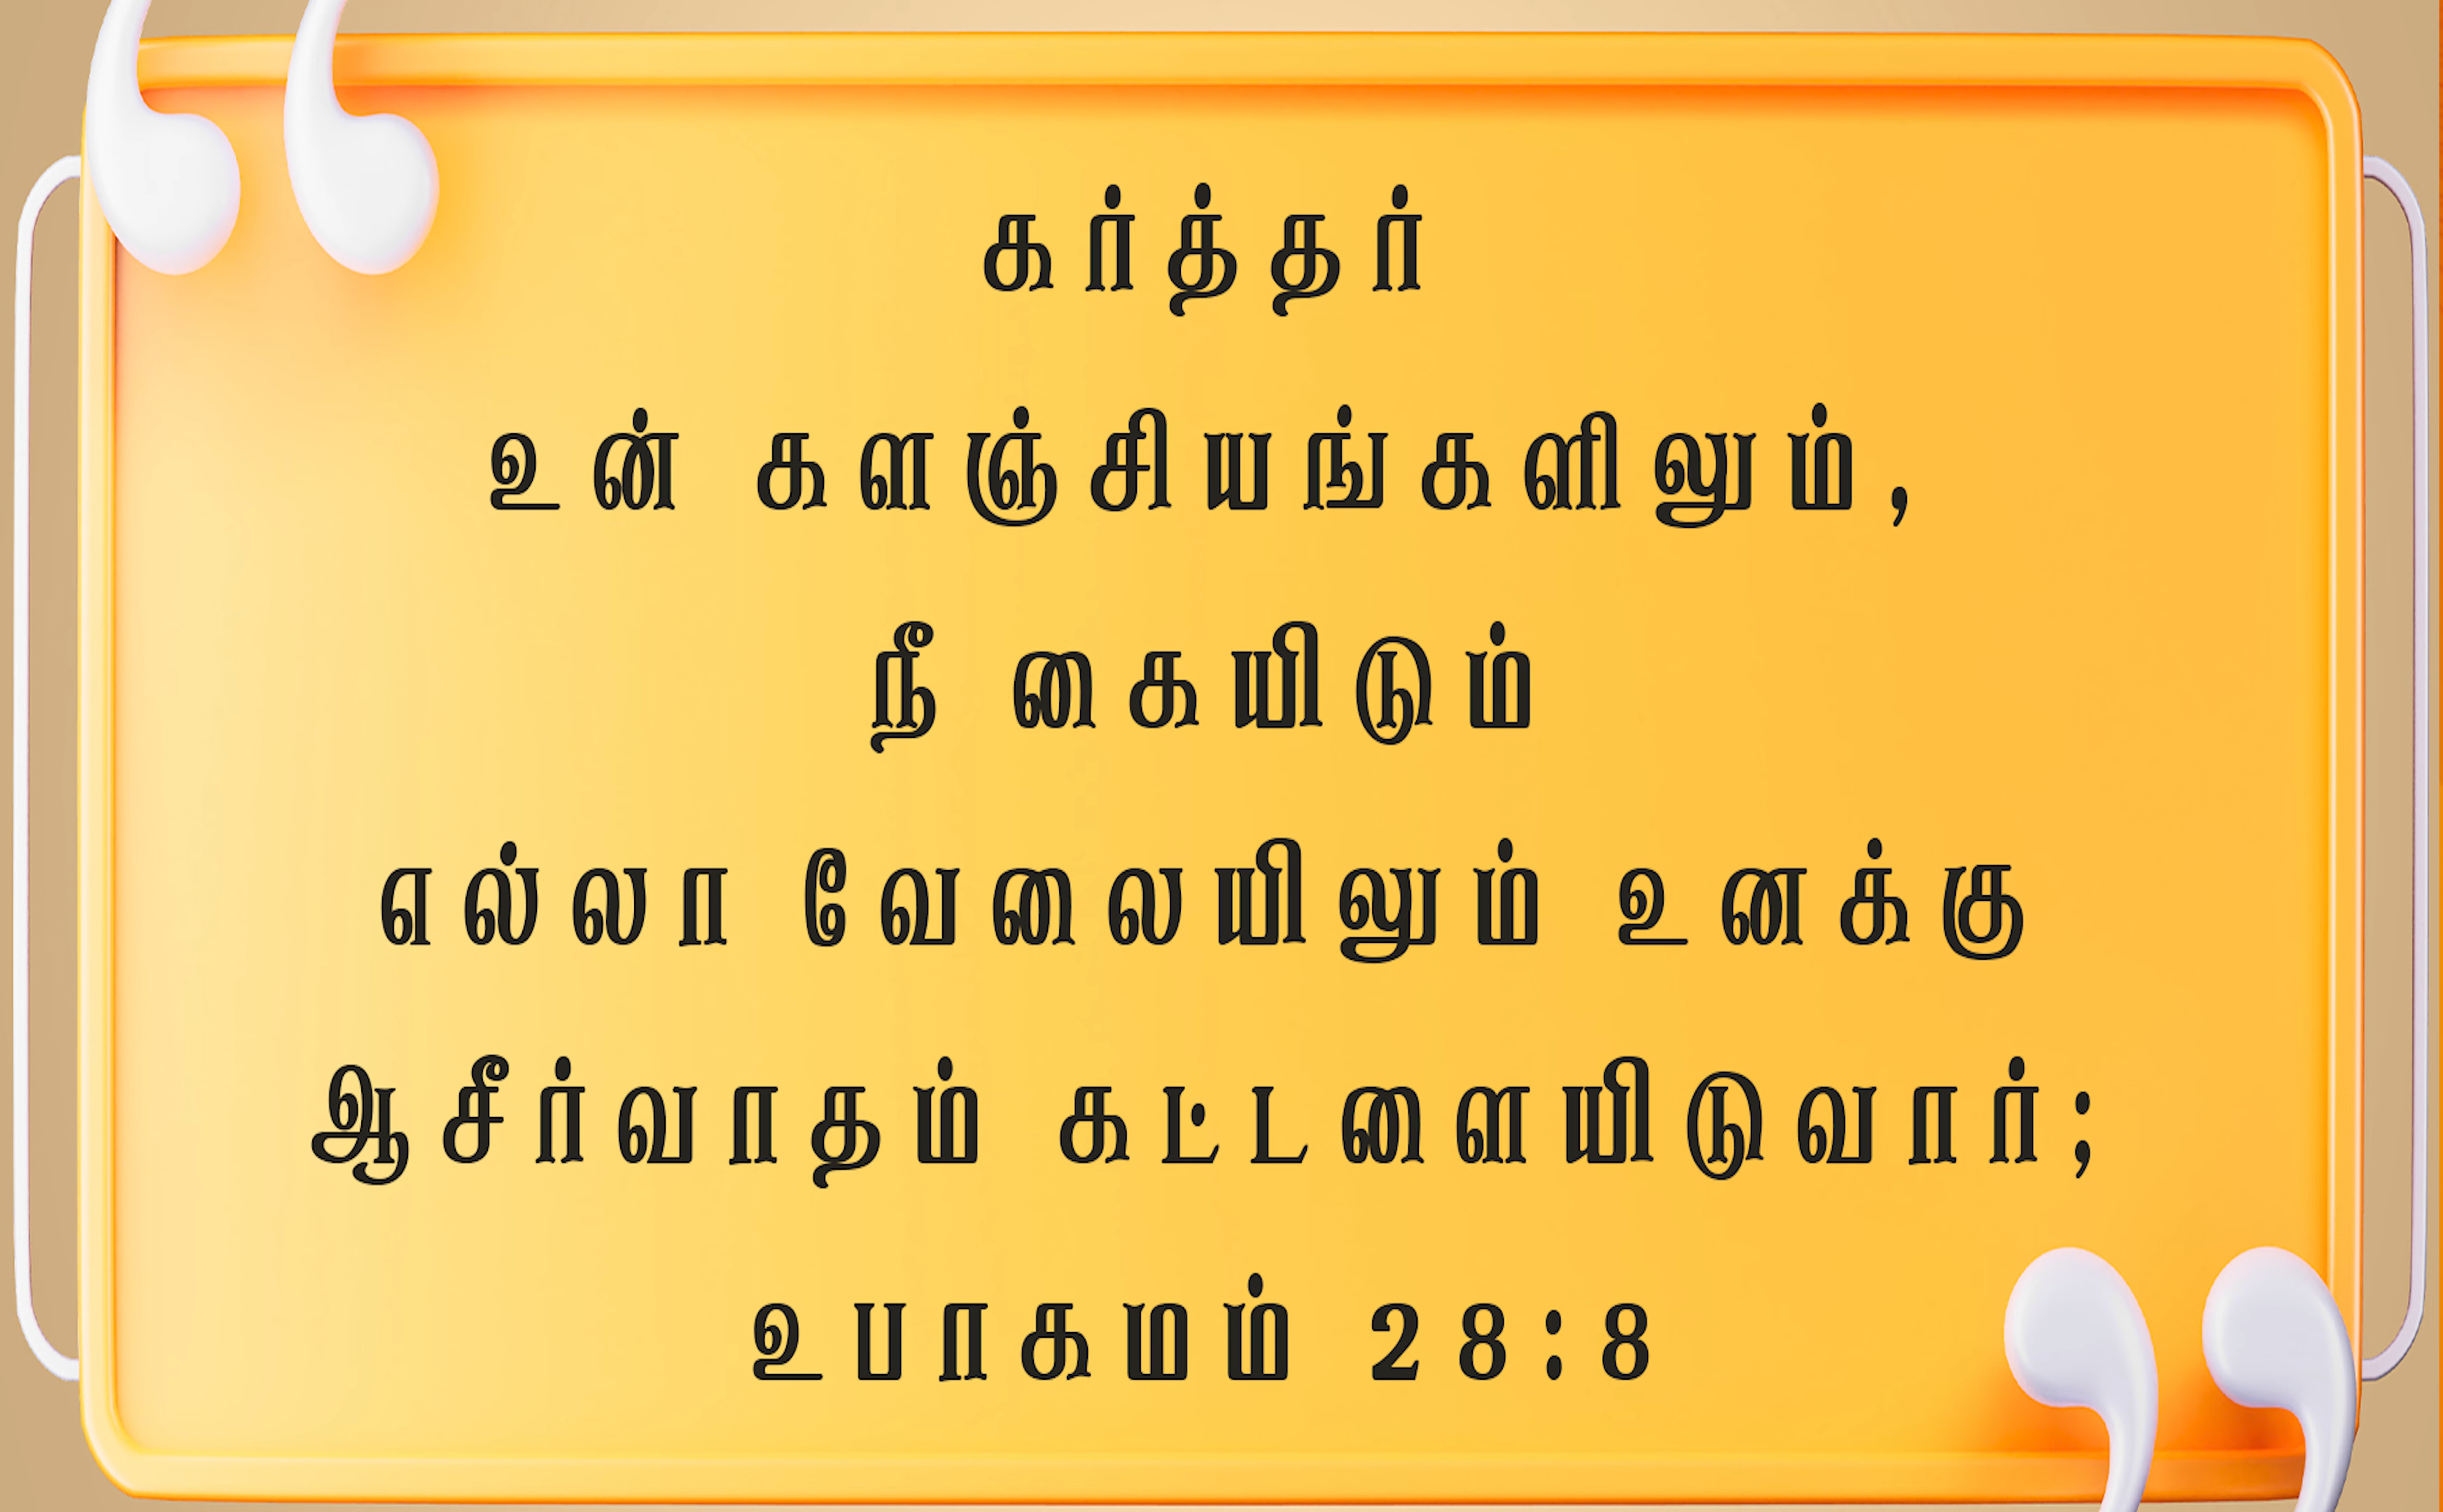 கர்த்தர்
உன் களஞ்சியங்களிலும்,
நீ கையிடும்
எல்லா வேலையிலும் உனக்கு
ஆசீர்வாதம் கட்டளையிடுவார்;
உபாகமம் 28:8